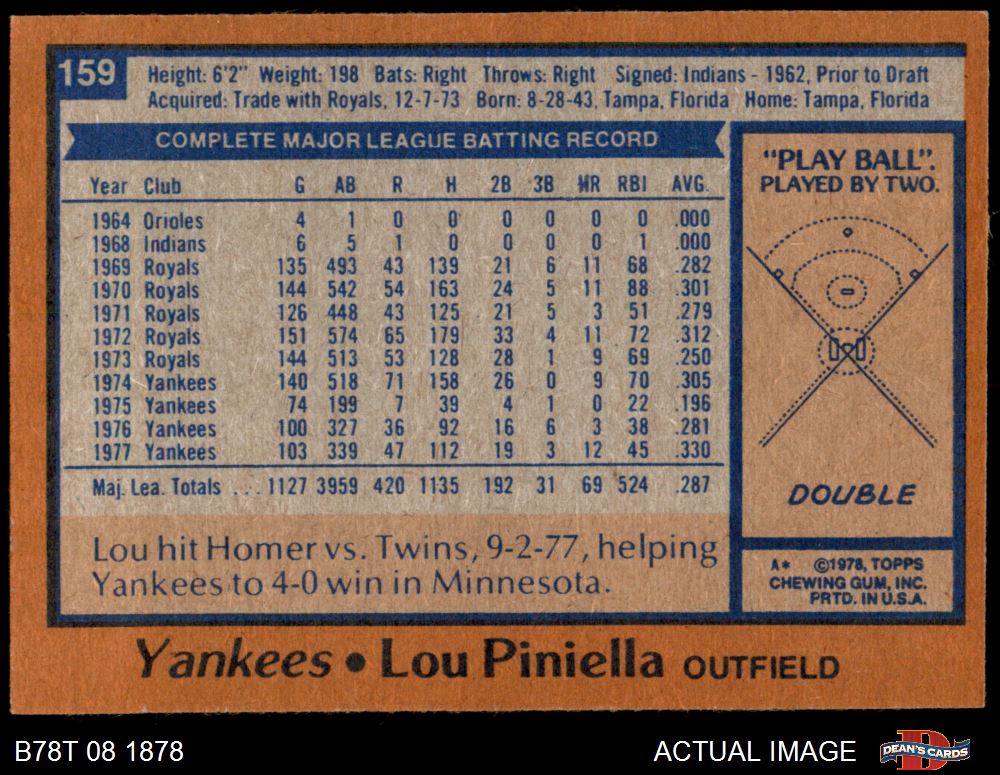 159
Height: 6'2" Weight: 198 Bats: Right Throws: Right Signed: Indians - 1962, Prior to Draft
Acquired: Trade with Royals, 12-7-73 Born: 8-28-43, Tampa, Florida Home: Tampa, Florida
COMPLETE MAJOR LEAGUE BATTING RECORD
Year Club G AB R H 2B 3B HR RBI AVG.
1964 Orioles 4 1 0 0 0 0 0 0 .000
1968 Indians 6 5 1 0 0 0 0 1 .000
1969 Royals 135 493 43 139 21 6 11 68 .282
1970 Royals 144 542 54 163 24 5 11 88 .301
1971 Royals 126 448 43 125 21 5 3 51 .279
1972 Royals 151 574 65 179 33 4 11 72 .312
1973 Royals 144 513 53 128 28 1 9 69 .250
1974 Yankees 140 518 71 158 26 0 9 70 .305
1975 Yankees 74 199 7 39 4 1 0 22 .196
1976 Yankees 100 327 36 92 16 6 3 38 .281
1977 Yankees 103 339 47 112 19 3 12 45 .330
Maj. Lea. Totals ... 1127 3959 420 1135 192 31 69 524 .287
Lou hit Homer vs. Twins, 9-2-77, helping
Yankees to 4-0 win in Minnesota.
"PLAY BALL".
PLAYED BY TWO.
DOUBLE
A* ©1978, TOPPS
CHEWING GUM, INC.
PRTD. IN U.S.A.
Yankees • Lou Piniella OUTFIELD
B78T 08 1878
ACTUAL IMAGE
D
DEAN'S CARDS